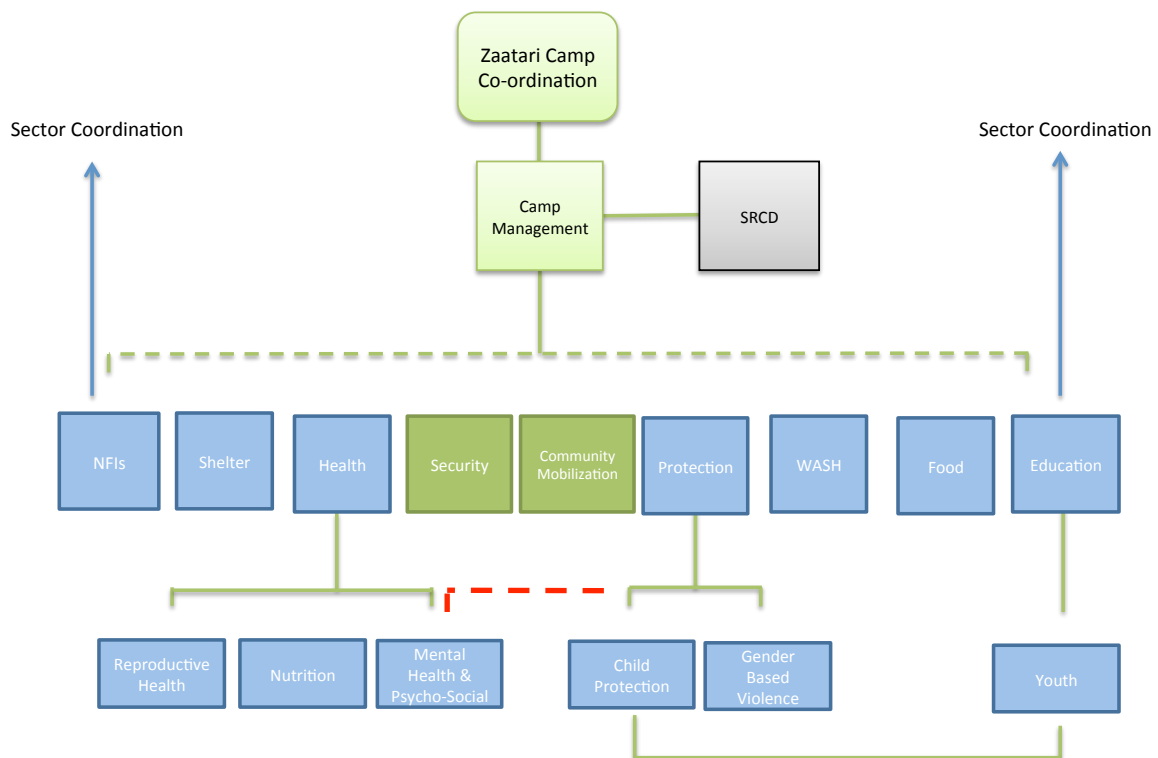 Zaatari Camp
Co-ordination
Sector Coordination
Sector Coordination
Camp
Management
SRCD
NFIs
Shelter
Health
Security
Community
Mobilization
Protection
WASH
Food
Education
Reproductive
Health
Nutrition
Mental
Health &
Psycho-Social
Child
Protection
Gender
Based
Violence
Youth